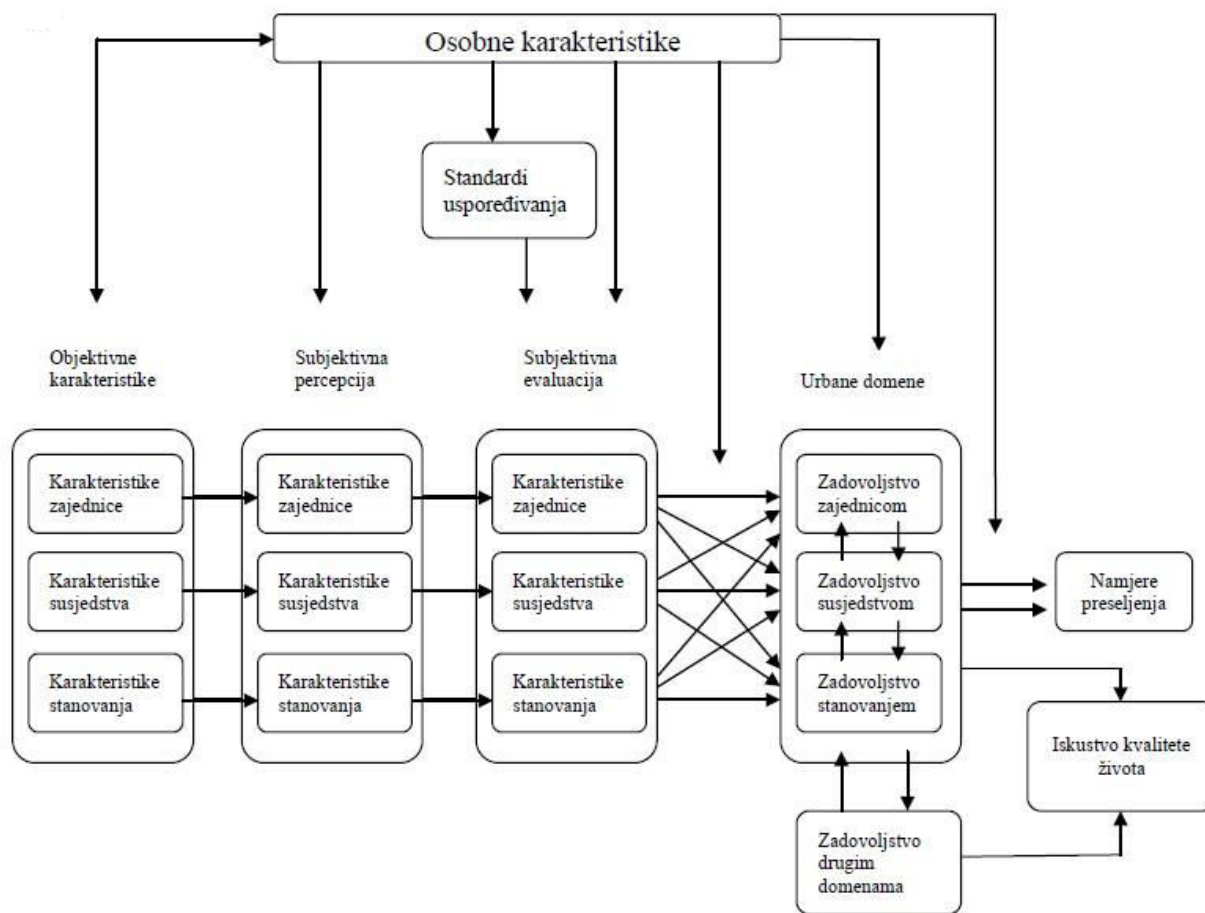 Osobne karakteristike
Standardi
uspoređivanja
Objektivne
karakteristike
Subjektivna
percepcija
Subjektivna
evaluacija
Urbane domene
Karakteristike
zajednice
Karakteristike
zajednice
Karakteristike
zajednice
Zadovoljstvo
zajednicom
Karakteristike
susjedstva
Karakteristike
susjedstva
Karakteristike
susjedstva
Zadovoljstvo
susjedstvom
Namjere
preseljenja
Karakteristike
stanovanja
Karakteristike
stanovanja
Karakteristike
stanovanja
Zadovoljstvo
stanovanjem
Iskustvo kvalitete
života
Zadovoljstvo
drugim
domenama